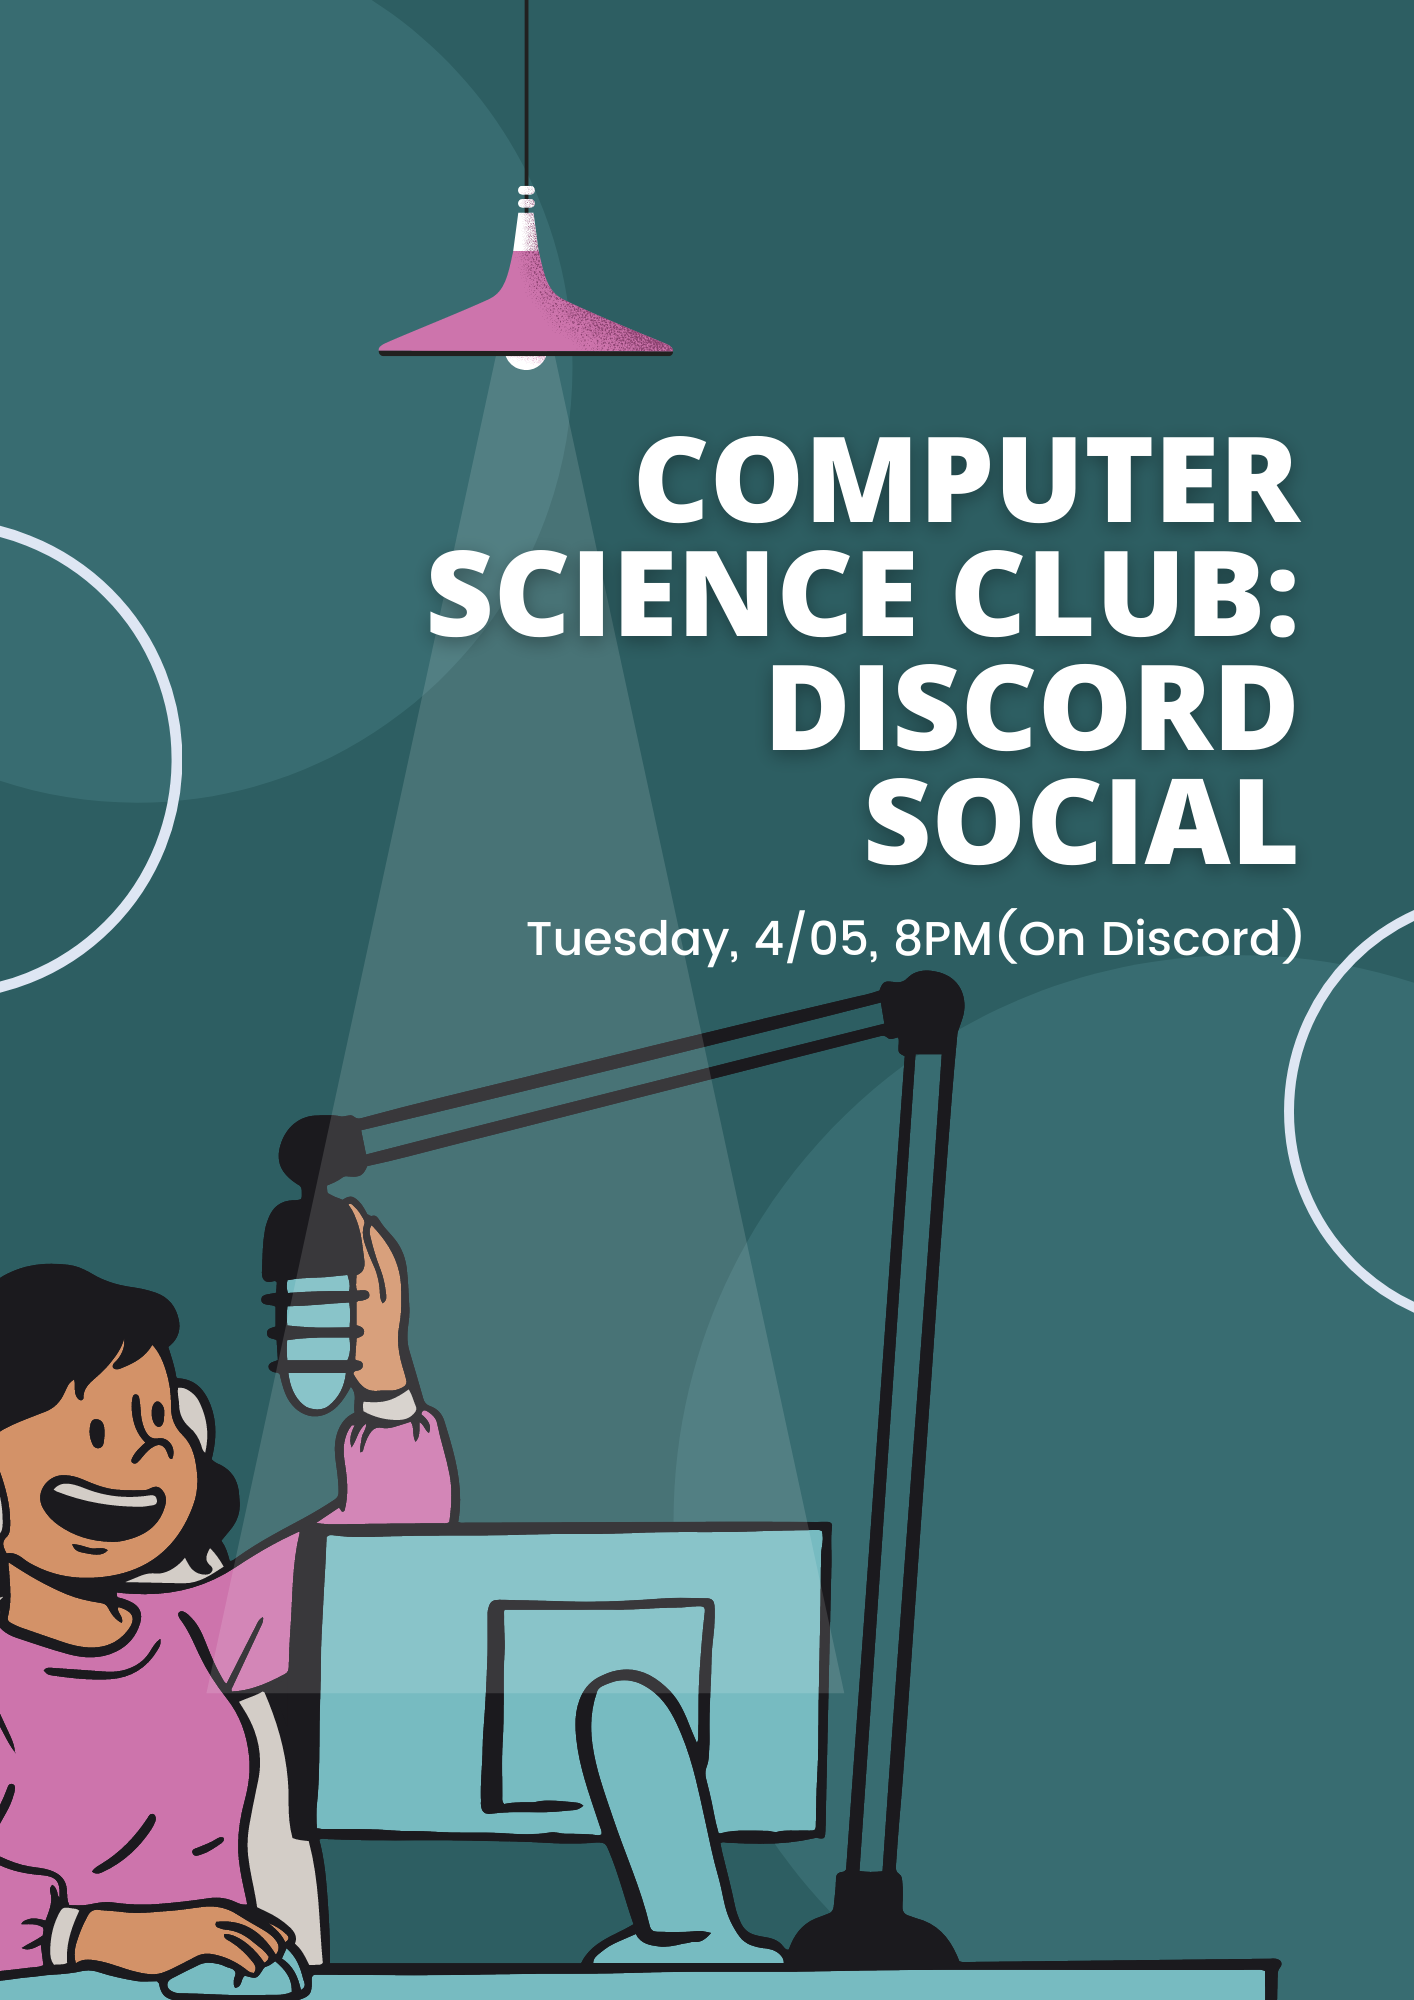 COMPUTER
SCIENCE CLUB:
DISCORD
SOCIAL
Tuesday, 4/05, 8PM(On Discord)